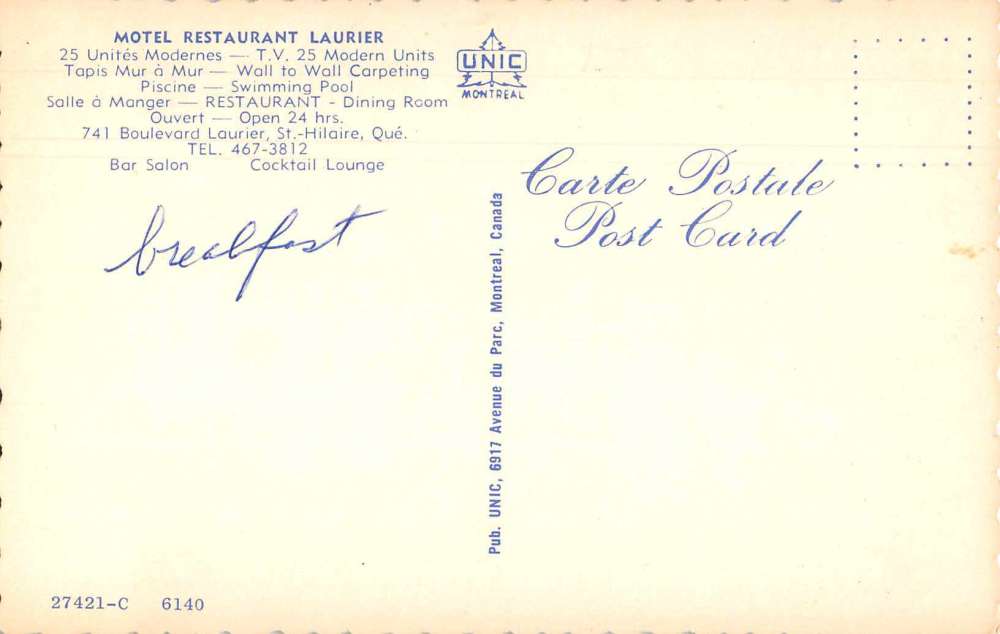 MOTEL RESTAURANT LAURIER
25 Unités Modernes — T.V. 25 Modern Units
Tapis Mur à Mur — Wall to Wall Carpeting
Piscine — Swimming Pool
Salle à Manger — RESTAURANT - Dining Room
Ouvert — Open 24 hrs.
741 Boulevard Laurier, St.-Hilaire, Qué.
TEL. 467-3812
Bar Salon Cocktail Lounge
UNIC
MONTREAL
Carte Postale
Post Card
breakfast
Pub. UNIC, 6917 Avenue du Parc, Montreal, Canada
27421-C 6140